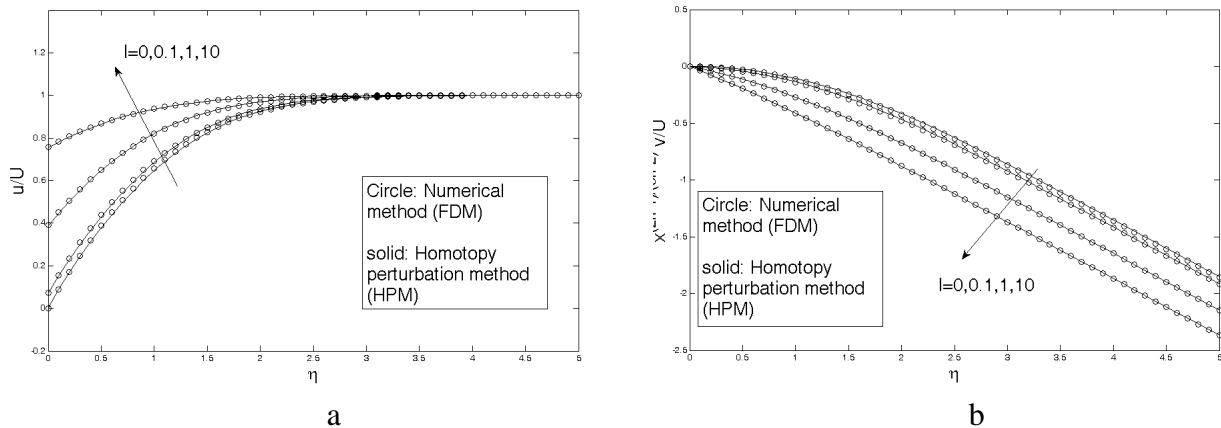 1.2
1
0.8
0.6
0.4
0.2
0
-0.2
0 0.5 1 1.5 2 2.5 3 3.5 4 4.5 5
u/U
η
I=0,0.1,1,10
Circle: Numerical
method (FDM)
solid: Homotopy
perturbation method
(HPM)
a
0.5
0
-0.5
-1
-1.5
-2
-2.5
0 0.5 1 1.5 2 2.5 3 3.5 4 4.5 5
v/U
η
Circle: Numerical
method (FDM)
solid: Homotopy
perturbation method
(HPM)
I=0,0.1,1,10
b